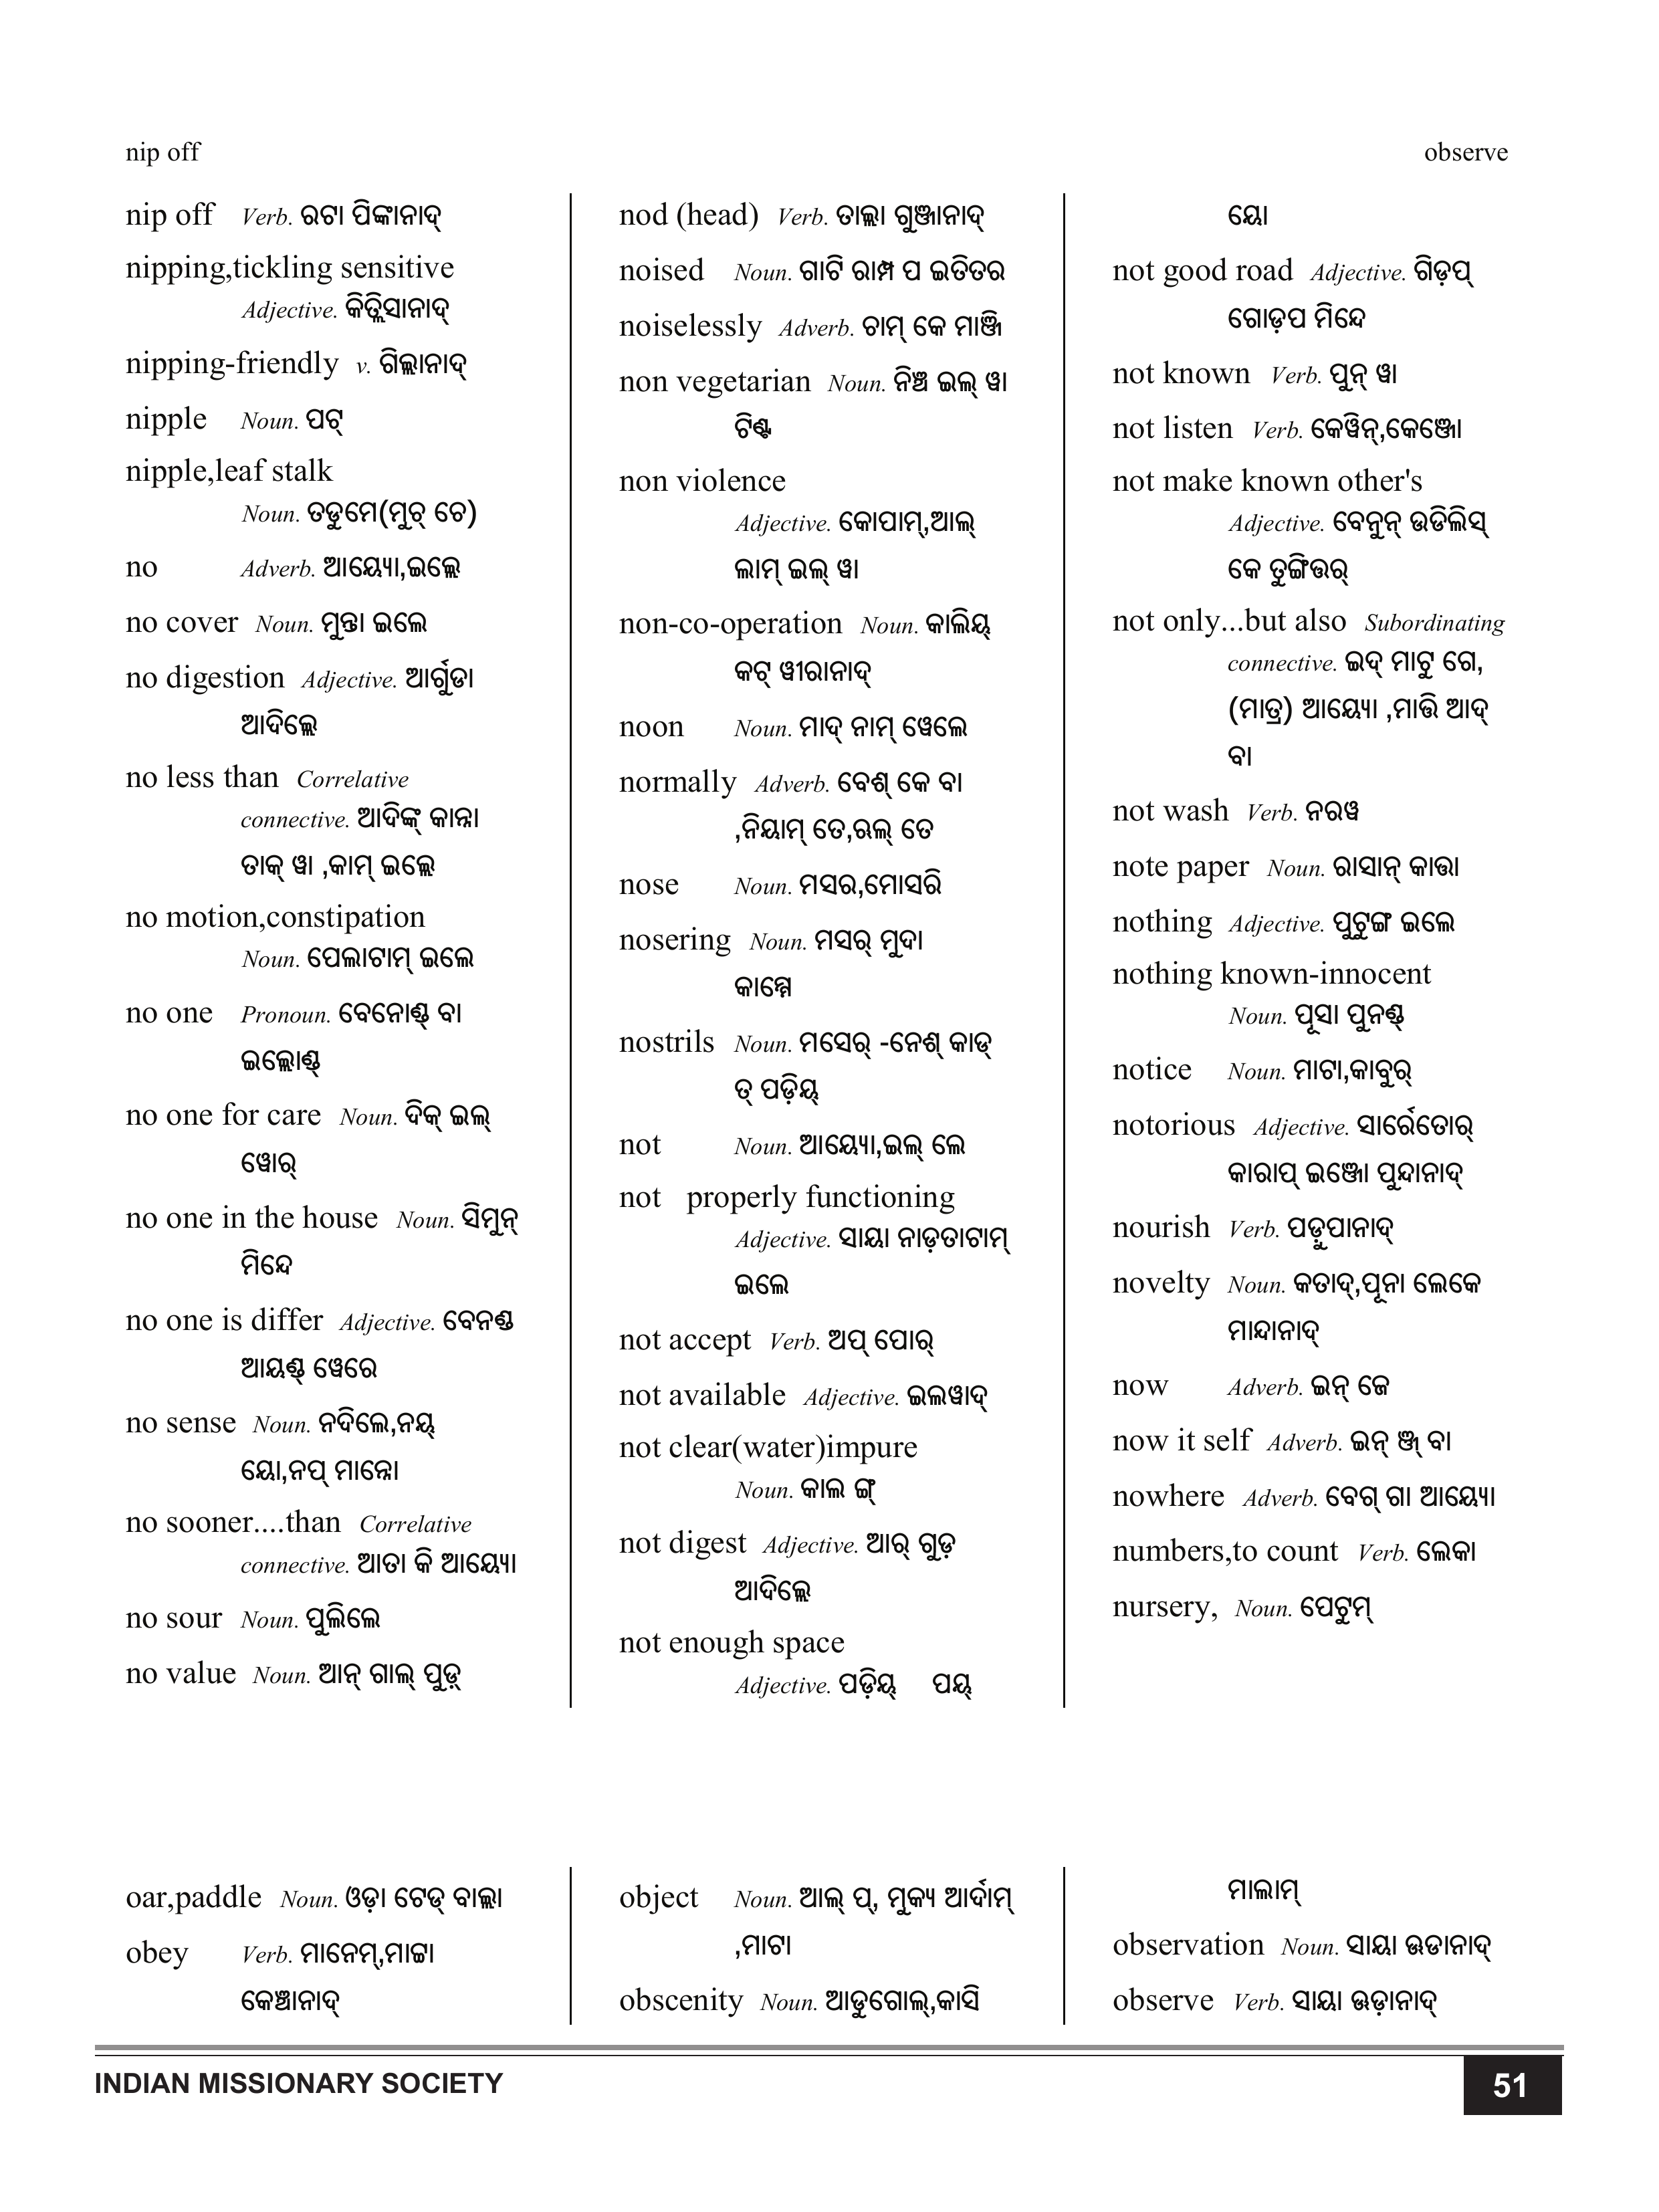 nip off observe
nip off Verb. ରଟା ପିଙ୍କାନାଦ୍
nipping,tickling sensitive
Adjective. କିତ୍ଲିସାନାଦ୍
nipping-friendly v. ଗିଲ୍ଲାନାଦ୍
nipple Noun. ପଟ୍
nipple,leaf stalk
Noun. ତଡୁମେ(ମୁଚ୍ ଚେ)
no Adverb. ଆୟ୍ୟୋ,ଇଲ୍ଲେ
no cover Noun. ମୁନ୍ତା ଇଲେ
no digestion Adjective. ଆର୍ଗୁଡା
ଆଦିଲ୍ଲେ
no less than Correlative
connective. ଆଦିଙ୍କ୍ କାନ୍ନା
ତାକ୍ ୱା ,କାମ୍ ଇଲ୍ଲେ
no motion,constipation
Noun. ପେଲାଟାମ୍ ଇଲେ
no one Pronoun. ବେନୋଣ୍ଡ୍ ବା
ଇଲ୍ଲୋଣ୍ଡ୍
no one for care Noun. ଦିକ୍ ଇଲ୍
ୱୋର୍
no one in the house Noun. ସିମୁନ୍
ମିନ୍ଦେ
no one is differ Adjective. ବେନଣ୍ଡ
ଆୟଣ୍ଡ୍ ୱେରେ
no sense Noun. ନଦିଲେ,ନୟ୍
ୟୋ,ନପ୍ ମାନ୍ନୋ
no sooner....than Correlative
connective. ଆତା କି ଆୟ୍ୟୋ
no sour Noun. ପୁଲିଲେ
no value Noun. ଆନ୍ ଗାଲ୍ ପୁଡ଼୍
nod (head) Verb. ତାଲ୍ଲା ଗୁଞ୍ଜାନାଦ୍
noised Noun. ଗାଟି ରାମ୍ପ ପ ଇତିତର
noiselessly Adverb. ଚାମ୍ କେ ମାଞ୍ଜି
non vegetarian Noun. ନିଞ୍ଚ ଇଲ୍ ୱା
ଟିଣ୍ଟ
non violence
Adjective. କୋପାମ୍,ଆଲ୍
ଲାମ୍ ଇଲ୍ ୱା
non-co-operation Noun. କାଲିୟ୍
କଟ୍ ୱୀରାନାଦ୍
noon Noun. ମାଦ୍ ନାମ୍ ୱେଲେ
normally Adverb. ବେଶ୍ କେ ବା
,ନିୟାମ୍ ତେ,ଋଲ୍ ତେ
nose Noun. ମସର,ମୋସରି
nosering Noun. ମସର୍ ମୁଦା
କାମ୍ମେ
nostrils Noun. ମସେର୍ -ନେଶ୍ କାଡ୍
ତ୍ ପଡ଼ିୟ୍
not Noun. ଆୟ୍ୟୋ,ଇଲ୍ ଲେ
not properly functioning
Adjective. ସାୟା ନାଡ଼ତାଟାମ୍
ଇଲେ
not accept Verb. ଅପ୍ ପୋର୍
not available Adjective. ଇଲୱାଦ୍
not clear(water)impure
Noun. କାଲ ଙ୍ଗ୍
not digest Adjective. ଆର୍ ଗୁଡ଼
ଆଦିଲ୍ଲେ
not enough space
Adjective. ପଡ଼ିୟ୍ ପୟ୍
ୟୋ
not good road Adjective. ଗିଡ଼ପ୍
ଗୋଡ଼ପ ମିନ୍ଦେ
not known Verb. ପୁନ୍ ୱା
not listen Verb. କେୱିନ୍,କେଞ୍ଜୋ
not make known other's
Adjective. ବେନୁନ୍ ଉଡିଲିସ୍
କେ ତୁଙ୍ଗିତ୍ତର୍
not only...but also Subordinating
connective. ଇଦ୍ ମାଟୁ ଗେ,
(ମାତ୍ର) ଆୟ୍ୟୋ ,ମାତ୍ତି ଆଦ୍
ବା
not wash Verb. ନରୱ
note paper Noun. ରାସାନ୍ କାତ୍ତା
nothing Adjective. ପୁଟୁଙ୍ଗ ଇଲେ
nothing known-innocent
Noun. ପୂସା ପୁନଣ୍ଡ୍
notice Noun. ମାଟା,କାବୁର୍
notorious Adjective. ସାର୍ରେତୋର୍
କାରାପ୍ ଇଞ୍ଜୋ ପୁନ୍ଦାନାଦ୍
nourish Verb. ପଡ଼ୁପାନାଦ୍
novelty Noun. କତାଦ୍,ପୂନା ଲେକେ
ମାନ୍ଦାନାଦ୍
now Adverb. ଇନ୍ ଜେ
now it self Adverb. ଇନ୍ ଞ୍ଜ୍ ବା
nowhere Adverb. ବେଗ୍ ଗା ଆୟ୍ୟୋ
numbers,to count Verb. ଲେକା
nursery, Noun. ପେଟୁମ୍
oar,paddle Noun. ଓଡ଼ା ଟେଡ୍ ବାଲ୍ଲା
obey Verb. ମାନେମ୍,ମାଟ୍ଟା
କେଞ୍ଚାନାଦ୍
object Noun. ଆଲ୍ ପ୍, ମୁକ୍ୟ ଆର୍ଦାମ୍
,ମାଟା
obscenity Noun. ଆଡୁଗୋଲ୍,କାସି
ମାଲାମ୍
observation Noun. ସାୟା ଊଡାନାଦ୍
observe Verb. ସାୟା ଊଡ଼ାନାଦ୍
INDIAN MISSIONARY SOCIETY 51